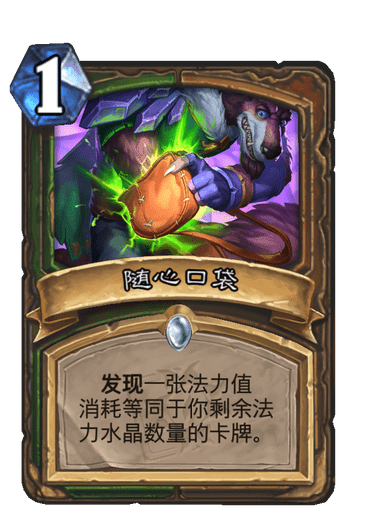 1
随心口袋
发现一张法力值
消耗等同于你剩余法
力水晶数量的卡牌。